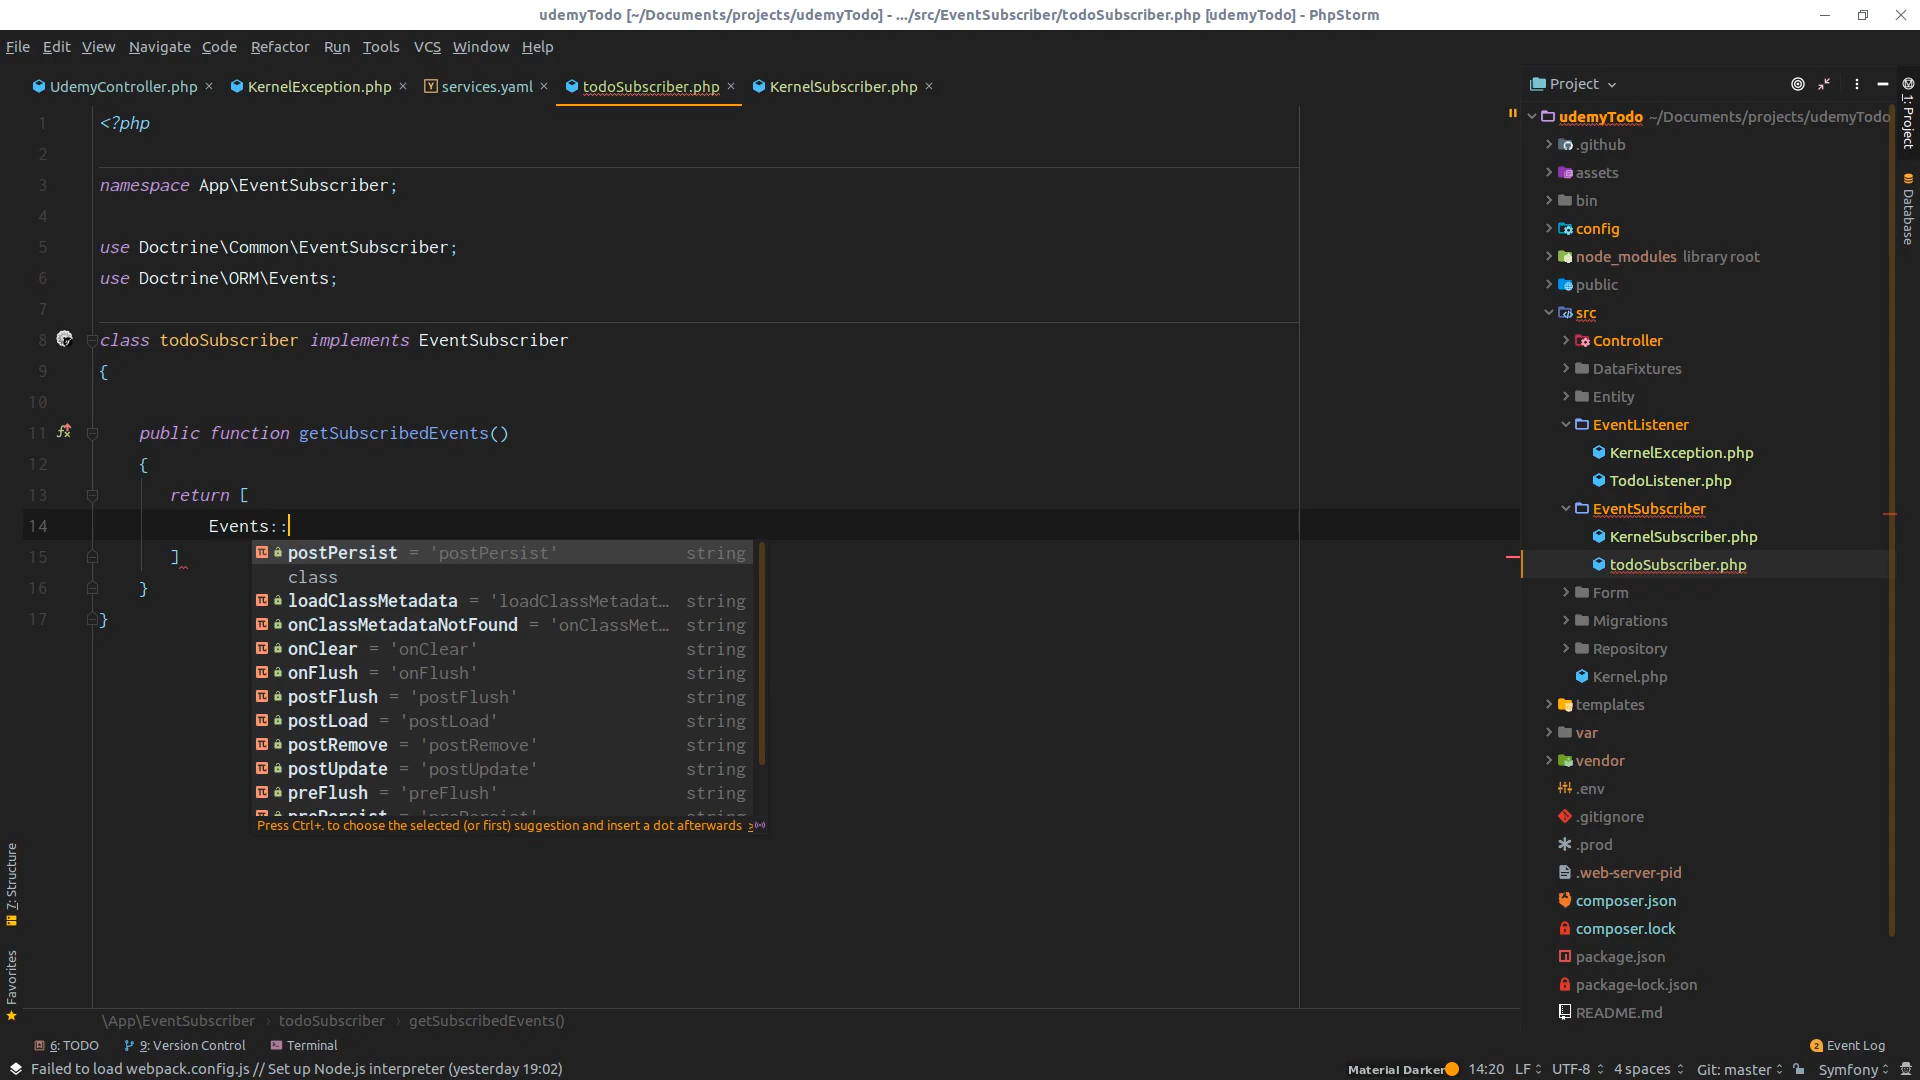 udemyTodo [~/Documents/projects/udemyTodo] - .../src/EventSubscriber/todoSubscriber.php [udemyTodo] - PhpStorm
File Edit View Navigate Code Refactor Run Tools VCS Window Help
UdemyController.php KernelException.php services.yaml todoSubscriber.php KernelSubscriber.php
1 <?php
2
3 namespace App\EventSubscriber;
4
5 use Doctrine\Common\EventSubscriber;
6 use Doctrine\ORM\Events;
7
8 class todoSubscriber implements EventSubscriber
9 {
10
11 public function getSubscribedEvents()
12 {
13 return [
14 Events::
15 ]
16 }
17 }
postPersist = 'postPersist' string
class
loadClassMetadata = 'loadClassMetadat… string
onClassMetadataNotFound = 'onClassMet… string
onClear = 'onClear' string
onFlush = 'onFlush' string
postFlush = 'postFlush' string
postLoad = 'postLoad' string
postRemove = 'postRemove' string
postUpdate = 'postUpdate' string
preFlush = 'preFlush' string
prePersist = 'prePersist' string
Press Ctrl+. to choose the selected (or first) suggestion and insert a dot afterwards >>
\App\EventSubscriber › todoSubscriber › getSubscribedEvents()
Project
udemyTodo ~/Documents/projects/udemyTodo
.github
assets
bin
config
node_modules library root
public
src
Controller
DataFixtures
Entity
EventListener
KernelException.php
TodoListener.php
EventSubscriber
KernelSubscriber.php
todoSubscriber.php
Form
Migrations
Repository
Kernel.php
templates
var
vendor
.env
.gitignore
.prod
.web-server-pid
composer.json
composer.lock
package.json
package-lock.json
README.md
1: Project
Database
7: Structure
Favorites
6: TODO 9: Version Control Terminal
2 Event Log
Failed to load webpack.config.js // Set up Node.js interpreter (yesterday 19:02)
Material Darker 14:20 LF UTF-8 4 spaces Git: master Symfony